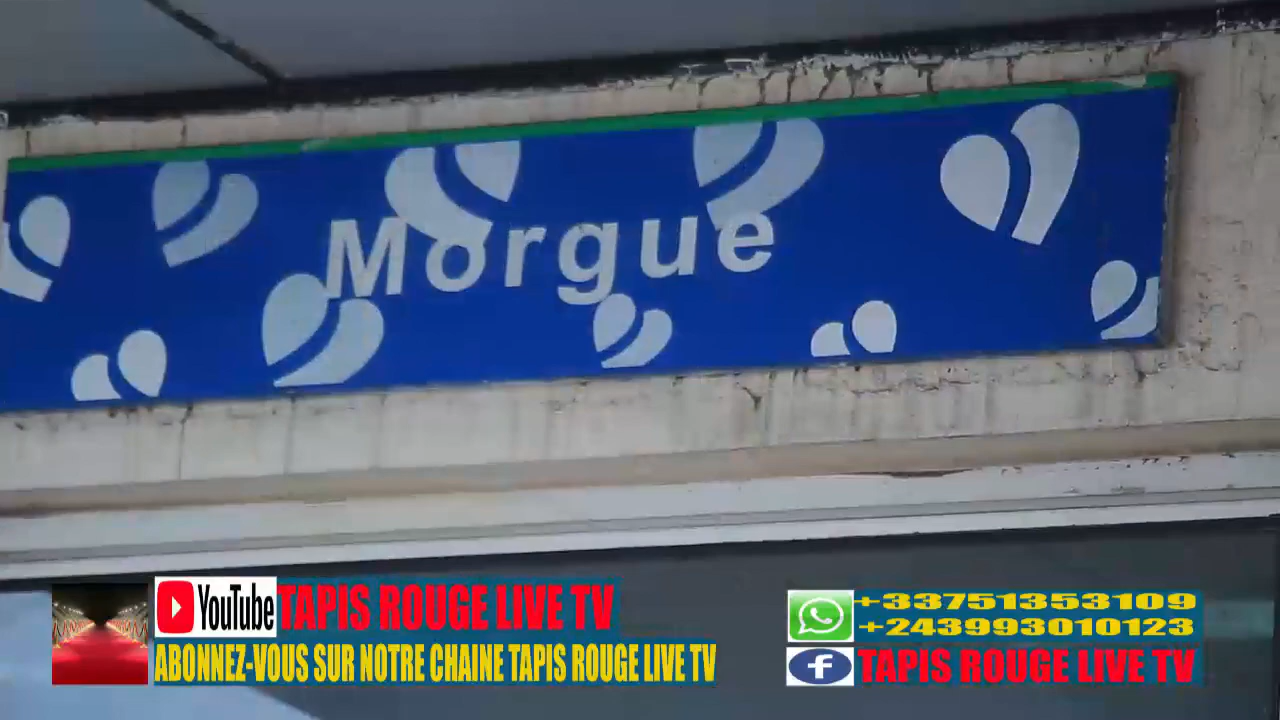 Morgue
YouTube TAPIS ROUGE LIVE TV
ABONNEZ-VOUS SUR NOTRE CHAINE TAPIS ROUGE LIVE TV
+33751353109
+243993010123
TAPIS ROUGE LIVE TV